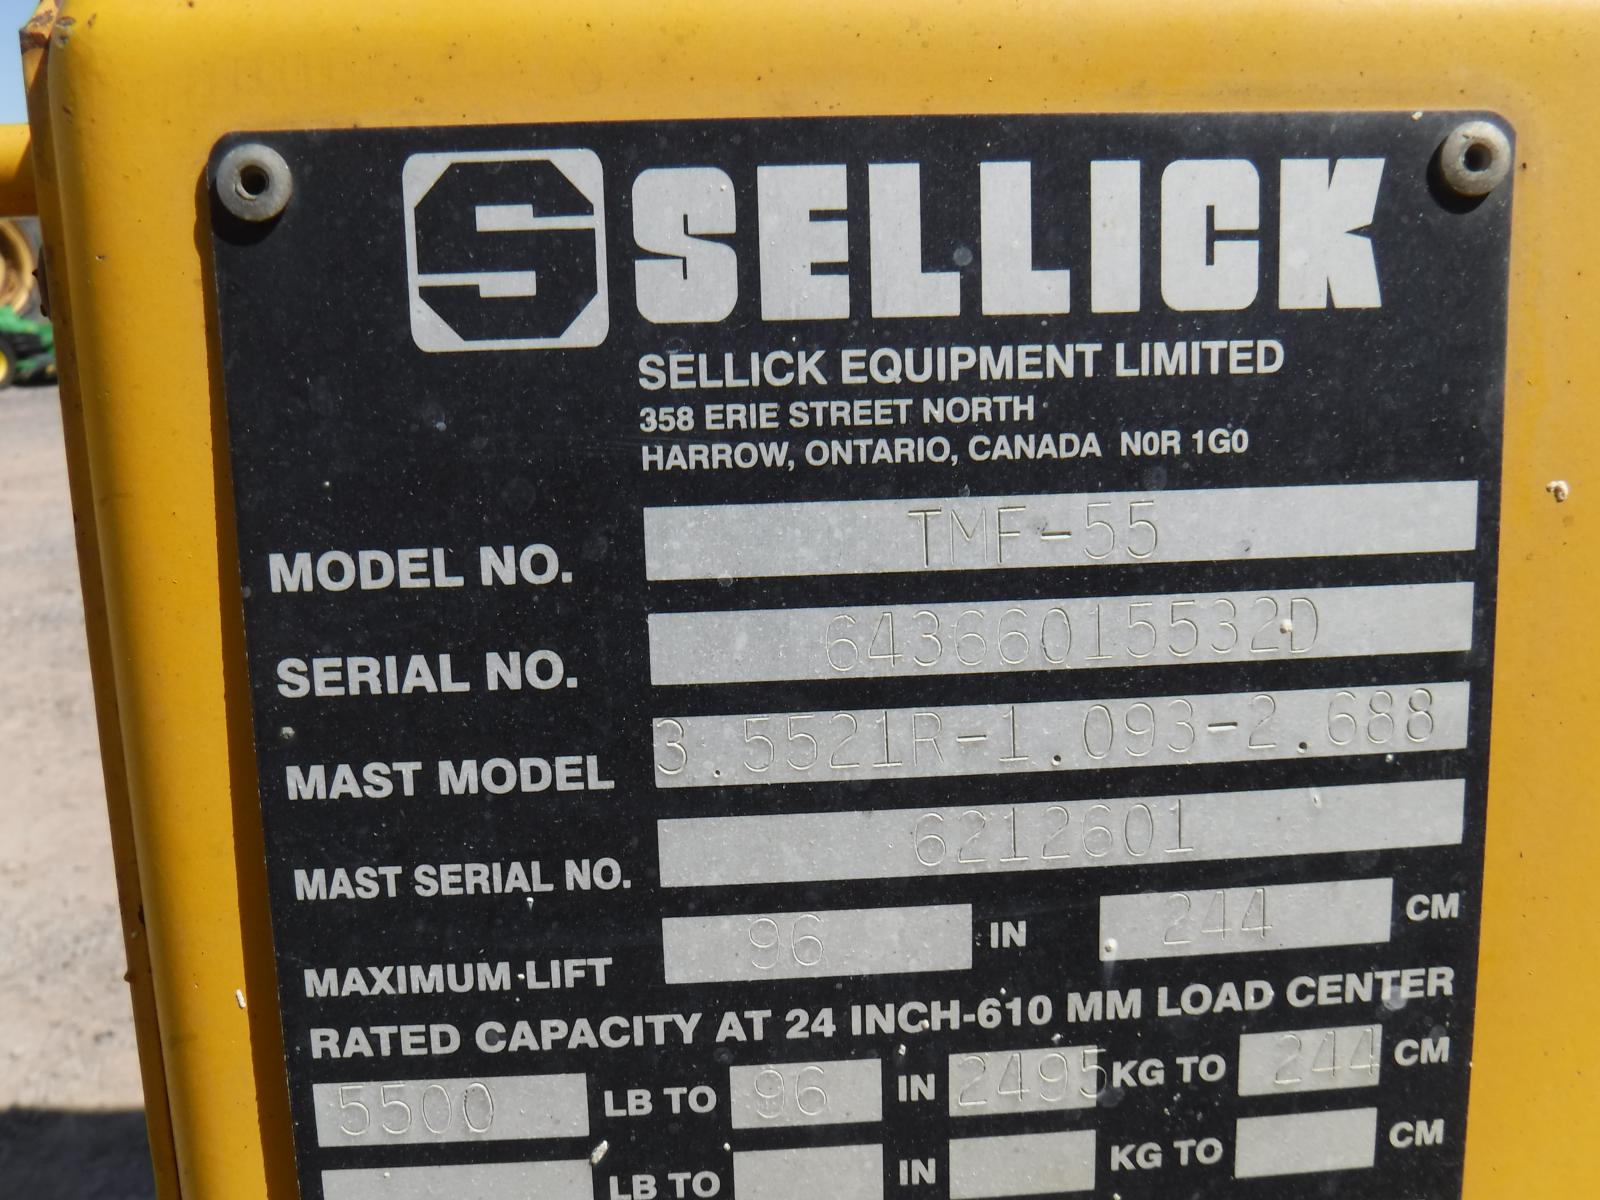 S SELLICK
SELLICK EQUIPMENT LIMITED
358 ERIE STREET NORTH
HARROW, ONTARIO, CANADA N0R 1G0
MODEL NO. TMF-55
SERIAL NO. 64366015532D
MAST MODEL 3.5521R-1.093-2.688
MAST SERIAL NO. 6212601
MAXIMUM LIFT 96 IN 244 CM
RATED CAPACITY AT 24 INCH-610 MM LOAD CENTER
5500 LB TO 96 IN 2495 KG TO 244 CM
LB TO IN KG TO CM